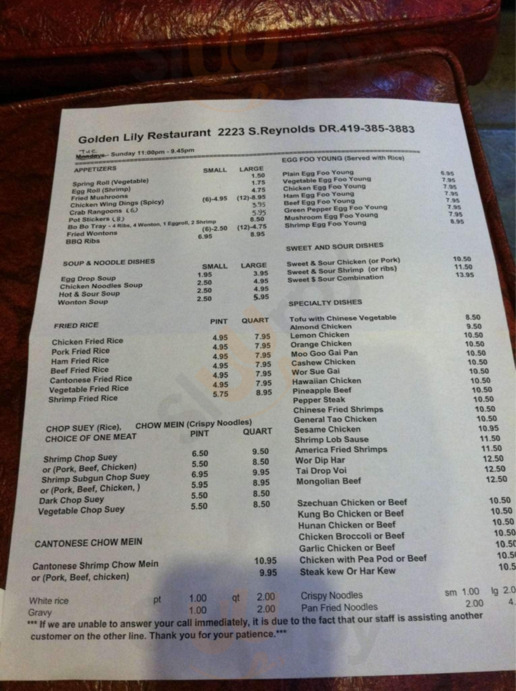 Golden Lily Restaurant 2223 S.Reynolds DR.419-385-3883
Tue.
Mondays - Sunday 11:00pm - 9.45pm
APPETIZERS SMALL LARGE
Spring Roll (Vegetable) 1.50
Egg Roll (Shrimp) 1.75
Fried Mushrooms 4.75
Chicken Wing Dings (Spicy) (6)-4.95 (12)-8.95
Crab Rangoons (6) 5.95
Pot Stickers (8) 5.95
Bo Bo Tray - 4 Ribs, 4 Wonton, 1 Eggroll, 2 Shrimp 8.50
Fried Wontons (6)-2.50 (12)-4.75
BBQ Ribs 6.95 8.95
SOUP & NOODLE DISHES
SMALL LARGE
Egg Drop Soup 1.95 3.95
Chicken Noodles Soup 2.50 4.95
Hot & Sour Soup 2.50 4.95
Wonton Soup 2.50 5.95
FRIED RICE PINT QUART
Chicken Fried Rice 4.95 7.95
Pork Fried Rice 4.95 7.95
Ham Fried Rice 4.95 7.95
Beef Fried Rice 4.95 7.95
Cantonese Fried Rice 4.95 7.95
Vegetable Fried Rice 4.95 7.95
Shrimp Fried Rice 5.75 8.95
CHOP SUEY (Rice), CHOW MEIN (Crispy Noodles)
CHOICE OF ONE MEAT PINT QUART
Shrimp Chop Suey 6.50 9.50
or (Pork, Beef, Chicken) 5.50 8.50
Shrimp Subgun Chop Suey 6.95 9.95
or (Pork, Beef, Chicken, ) 5.95 8.95
Dark Chop Suey 5.50 8.50
Vegetable Chop Suey 5.50 8.50
CANTONESE CHOW MEIN
Cantonese Shrimp Chow Mein 10.95
or (Pork, Beef, chicken) 9.95
White rice pt 1.00 qt 2.00
Gravy 1.00 2.00
EGG FOO YOUNG (Served with Rice)
Plain Egg Foo Young 6.95
Vegetable Egg Foo Young 7.95
Chicken Egg Foo Young 7.95
Ham Egg Foo Young 7.95
Beef Egg Foo Young 7.95
Green Pepper Egg Foo Young 7.95
Mushroom Egg Foo Young 7.95
Shrimp Egg Foo Young 8.95
SWEET AND SOUR DISHES
Sweet & Sour Chicken (or Pork) 10.50
Sweet & Sour Shrimp (or ribs) 11.50
Sweet $ Sour Combination 13.95
SPECIALTY DISHES
Tofu with Chinese Vegetable 8.50
Almond Chicken 9.50
Lemon Chicken 10.50
Orange Chicken 10.50
Moo Goo Gai Pan 10.50
Cashew Chicken 10.50
Wor Sue Gai 10.50
Hawaiian Chicken 10.50
Pineapple Beef 10.50
Pepper Steak 10.50
Chinese Fried Shrimps 10.50
General Tao Chicken 10.50
Sesame Chicken 10.95
Shrimp Lob Sause 11.50
America Fried Shrimps 11.50
Wor Dip Har 12.50
Tai Drop Voi 12.50
Mongolian Beef 12.50
Szechuan Chicken or Beef 10.50
Kung Bo Chicken or Beef 10.50
Hunan Chicken or Beef 10.50
Chicken Broccoli or Beef 10.50
Garlic Chicken or Beef 10.50
Chicken with Pea Pod or Beef 10.5
Steak kew Or Har Kew 10.5
Crispy Noodles sm 1.00 lg 2.0
Pan Fried Noodles 2.00 4.
*** If we are unable to answer your call immediately, it is due to the fact that our staff is assisting another
customer on the other line. Thank you for your patience.***